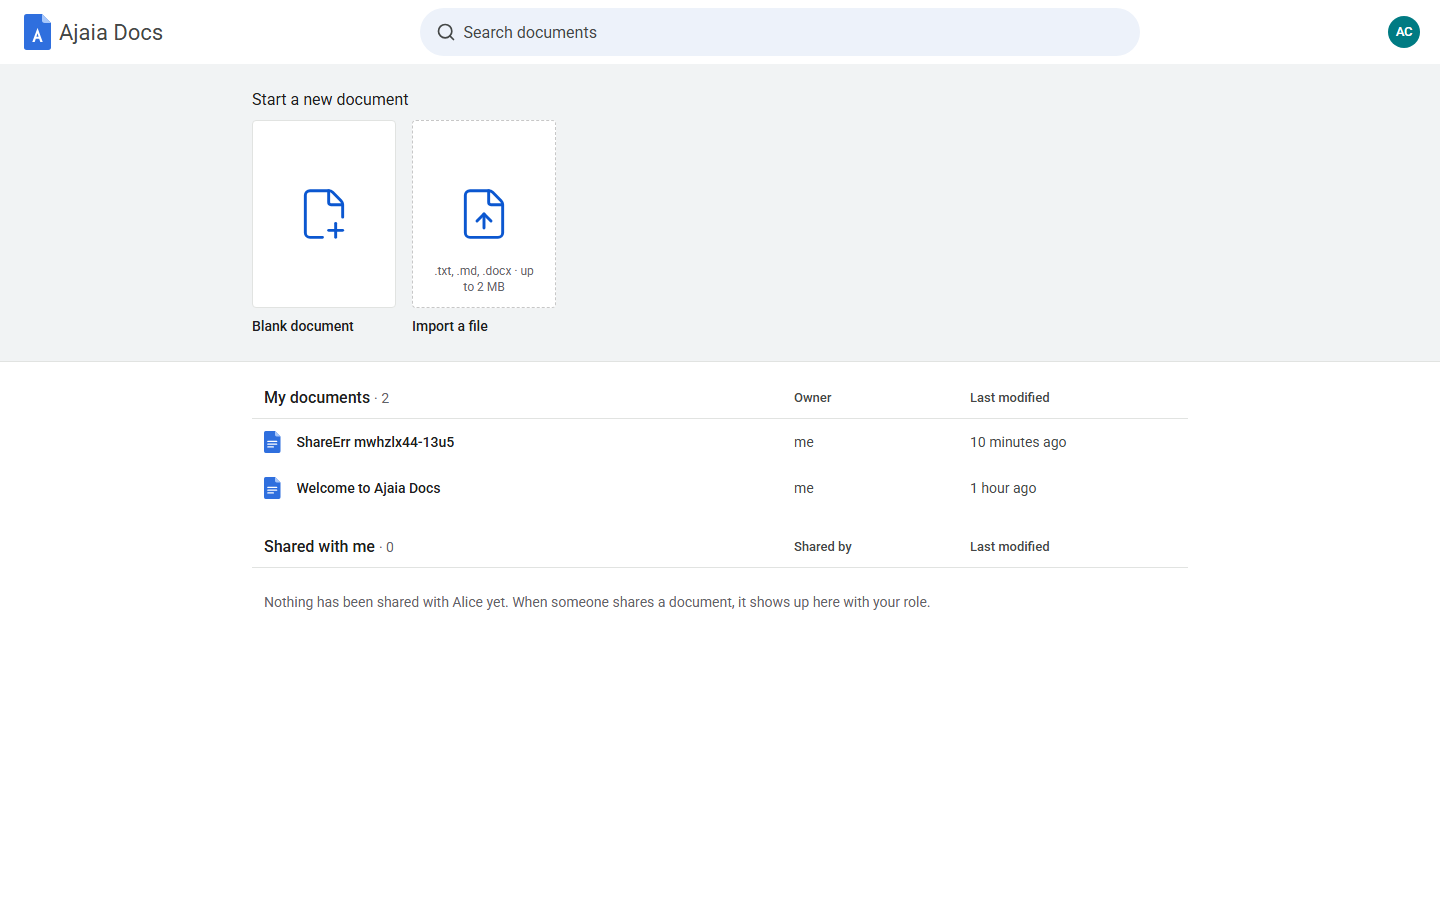 Ajaia Docs
Search documents
AC
Start a new document
.txt, .md, .docx · up
to 2 MB
Blank document
Import a file
My documents · 2
Owner
Last modified
ShareErr mwhzlx44-13u5
me
10 minutes ago
Welcome to Ajaia Docs
me
1 hour ago
Shared with me · 0
Shared by
Last modified
Nothing has been shared with Alice yet. When someone shares a document, it shows up here with your role.